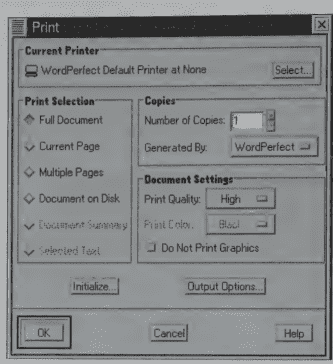 Print
Current Printer
WordPerfect Default Printer at None
Select...
Print Selection
Full Document
Current Page
Multiple Pages
Document on Disk
Document Summary
Selected Text
Copies
Number of Copies: 1
Generated By: WordPerfect
Document Settings
Print Quality: High
Print Color: Black
Do Not Print Graphics
Initialize...
Output Options...
OK
Cancel
Help